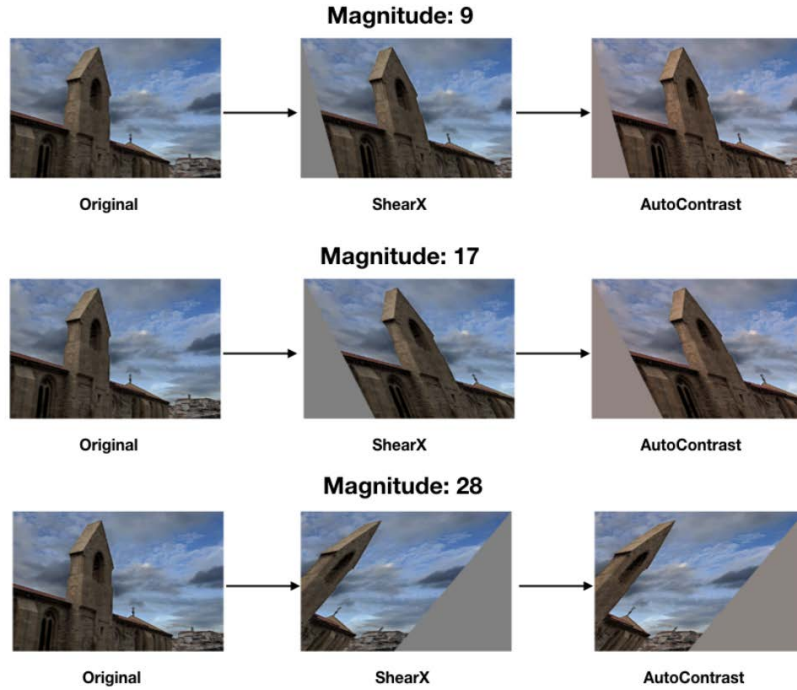 Magnitude: 9
Original
ShearX
AutoContrast
Magnitude: 17
Original
ShearX
AutoContrast
Magnitude: 28
Original
ShearX
AutoContrast